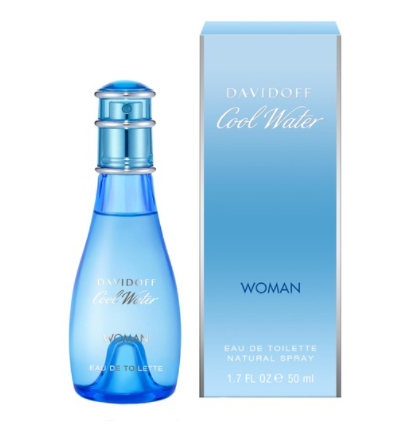 DAVIDOFF
Cool Water
WOMAN
EAU DE TOILETTE
DAVIDOFF
Cool Water
WOMAN
EAU DE TOILETTE
NATURAL SPRAY
1.7 FL OZ ℮ 50 ml